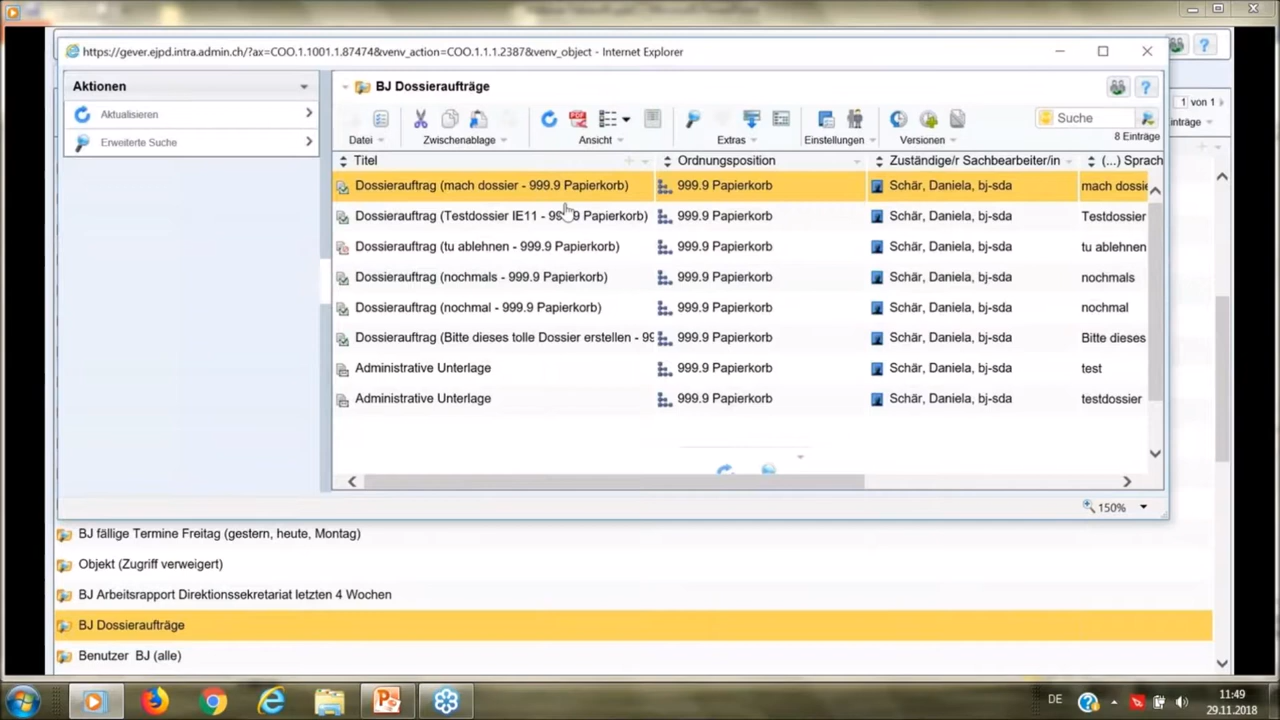 https://gever.ejpd.intra.admin.ch/?ax=COO.1.1001.1.87474&venv_action=COO.1.1.1.2387&venv_object - Internet Explorer
Aktionen
Aktualisieren
Erweiterte Suche
BJ Dossieraufträge
Datei
Zwischenablage
PDF
Ansicht
Extras
Einstellungen
Versionen
Suche
8 Einträge
Titel Ordnungsposition Zuständige/r Sachbearbeiter/in (...) Sprach
Dossierauftrag (mach dossier - 999.9 Papierkorb) 999.9 Papierkorb Schär, Daniela, bj-sda mach dossie
Dossierauftrag (Testdossier IE11 - 9 9 Papierkorb) 999.9 Papierkorb Schär, Daniela, bj-sda Testdossier
Dossierauftrag (tu ablehnen - 999.9 Papierkorb) 999.9 Papierkorb Schär, Daniela, bj-sda tu ablehnen
Dossierauftrag (nochmals - 999.9 Papierkorb) 999.9 Papierkorb Schär, Daniela, bj-sda nochmals
Dossierauftrag (nochmal - 999.9 Papierkorb) 999.9 Papierkorb Schär, Daniela, bj-sda nochmal
Dossierauftrag (Bitte dieses tolle Dossier erstellen - 99 999.9 Papierkorb Schär, Daniela, bj-sda Bitte dieses
Administrative Unterlage 999.9 Papierkorb Schär, Daniela, bj-sda test
Administrative Unterlage 999.9 Papierkorb Schär, Daniela, bj-sda testdossier
150%
1 von 1
inträge
BJ fällige Termine Freitag (gestern, heute, Montag)
Objekt (Zugriff verweigert)
BJ Arbeitsrapport Direktionssekretariat letzten 4 Wochen
BJ Dossieraufträge
Benutzer BJ (alle)
DE
11:49
29.11.2018